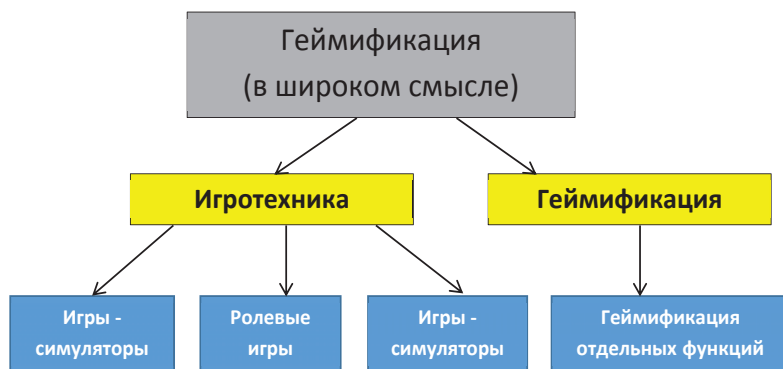 Геймификация
(в широком смысле)
Игротехника
Геймификация
Игры -
симуляторы
Ролевые
игры
Игры -
симуляторы
Геймификация
отдельных функций